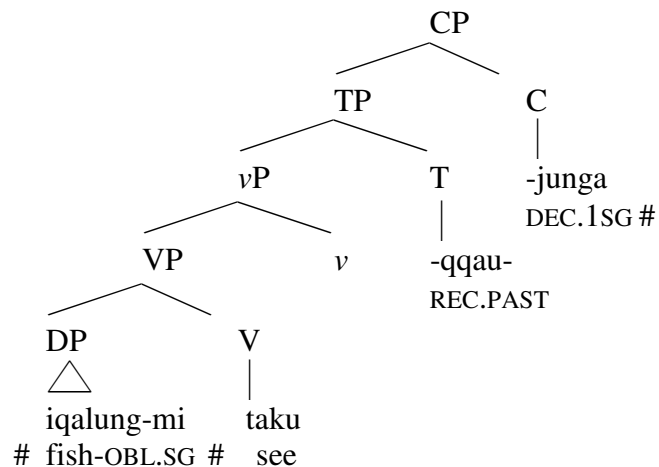 CP
TP C
vP T -junga
DEC.1SG #
VP v -qqau-
REC.PAST
DP V
iqalung-mi taku
# fish-OBL.SG # see